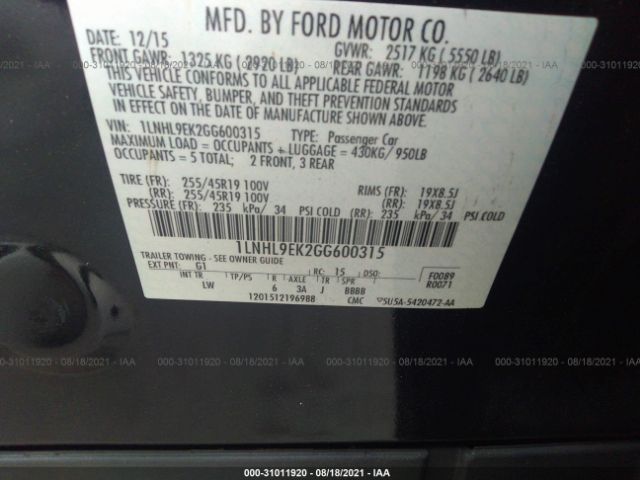 MFD. BY FORD MOTOR CO.
DATE: 12/15 GVWR: 2517 KG ( 5550 LB)
FRONT GAWR: 1325 KG ( 2920 LB) REAR GAWR: 1198 KG ( 2640 LB)
THIS VEHICLE CONFORMS TO ALL APPLICABLE FEDERAL MOTOR
VEHICLE SAFETY, BUMPER, AND THEFT PREVENTION STANDARDS
IN EFFECT ON THE DATE OF MANUFACTURE SHOWN ABOVE.
VIN: 1LNHL9EK2GG600315 TYPE: Passenger Car
MAXIMUM LOAD = OCCUPANTS + LUGGAGE = 430KG/ 950LB
OCCUPANTS = 5 TOTAL; 2 FRONT, 3 REAR
TIRE (FR): 255/45R19 100V RIMS (FR): 19X8.5J
(RR): 255/45R19 100V (RR): 19X8.5J
PRESSURE (FR): 235 kPa/ 34 PSI COLD (RR): 235 kPa/ 34 PSI COLD
1LNHL9EK2GG600315
TRAILER TOWING - SEE OWNER GUIDE
EXT PNT: G1 RC: 15 DSO: F0089
INT TR TP/PS R AXLE TR SPR R0071
LW 6 3A J BBBB
1201512196988 CMC 5U5A-5420472-AA
000-31011920 - 08/18/2021 - IAA